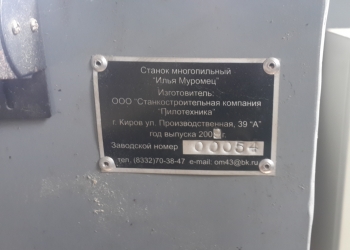 Станок многопильный
"Илья Муромец"
Изготовитель:
ООО "Станкостроительная компания
"Пилотехника"
г. Киров ул. Производственная, 39 "А"
год выпуска г.
Заводской номер 00054
тел. (8332)70-38-47 e-mail: om43@bk.ru